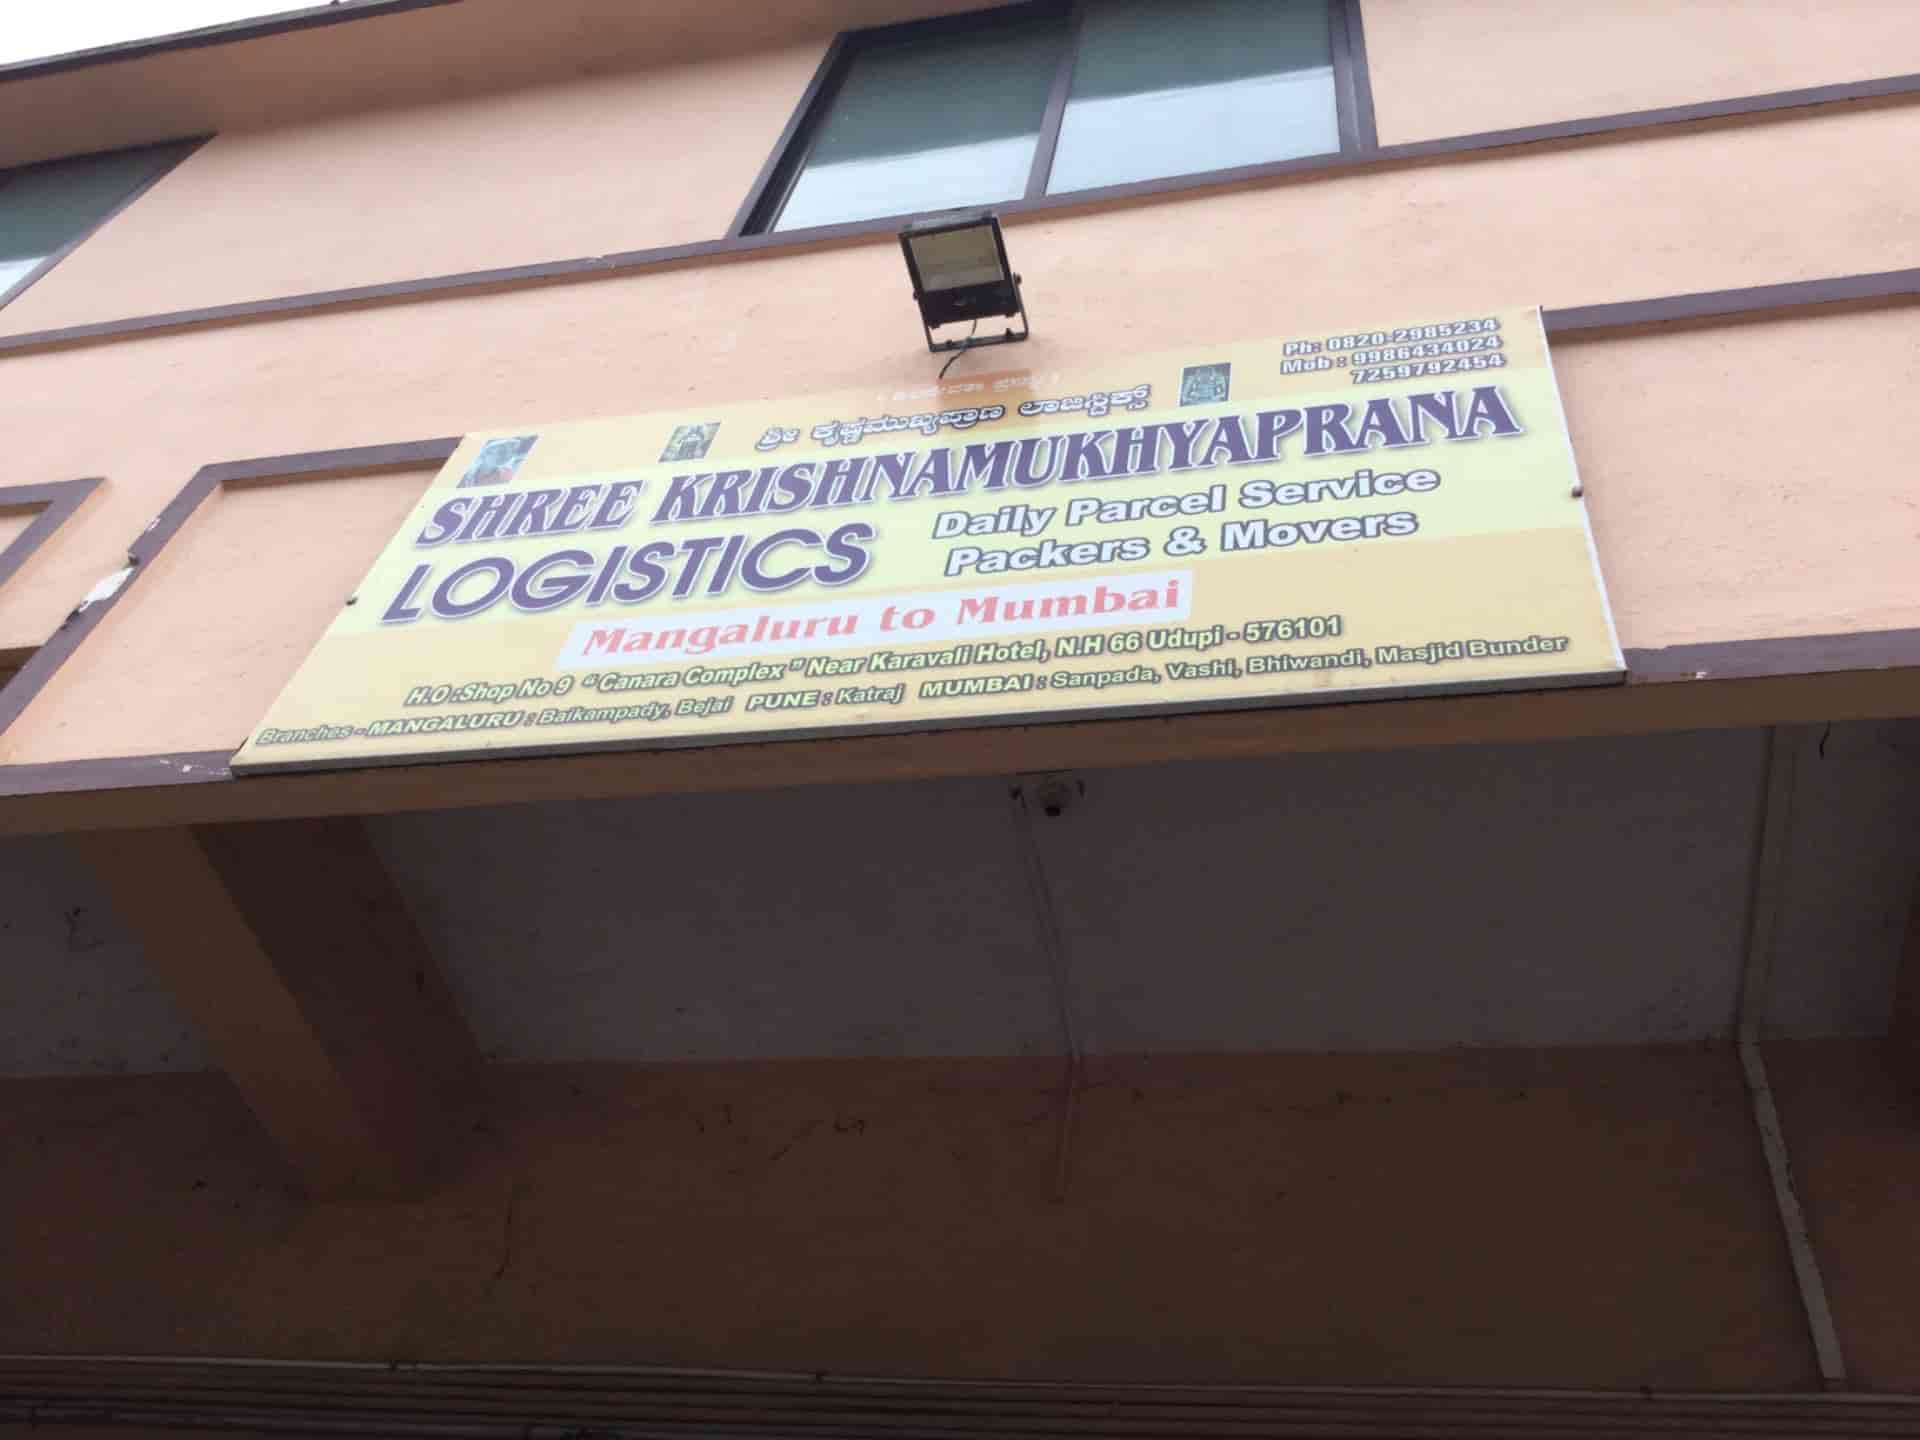 Ph: 0820-2985234
Mob : 9986434024
7259792454
ಶ್ರೀ ಕೃಷ್ಣಮುಖ್ಯಪ್ರಾಣ ಲಾಜಿಸ್ಟಿಕ್ಸ್
SHREE KRISHNAMUKHYAPRANA
LOGISTICS
Daily Parcel Service
Packers & Movers
Mangaluru to Mumbai
H.O :Shop No 9 “Canara Complex” Near Karavali Hotel, N.H 66 Udupi - 576101
Branches - MANGALURU : Baikampady, Bejai PUNE : Katraj MUMBAI : Sanpada, Vashi, Bhiwandi, Masjid Bunder